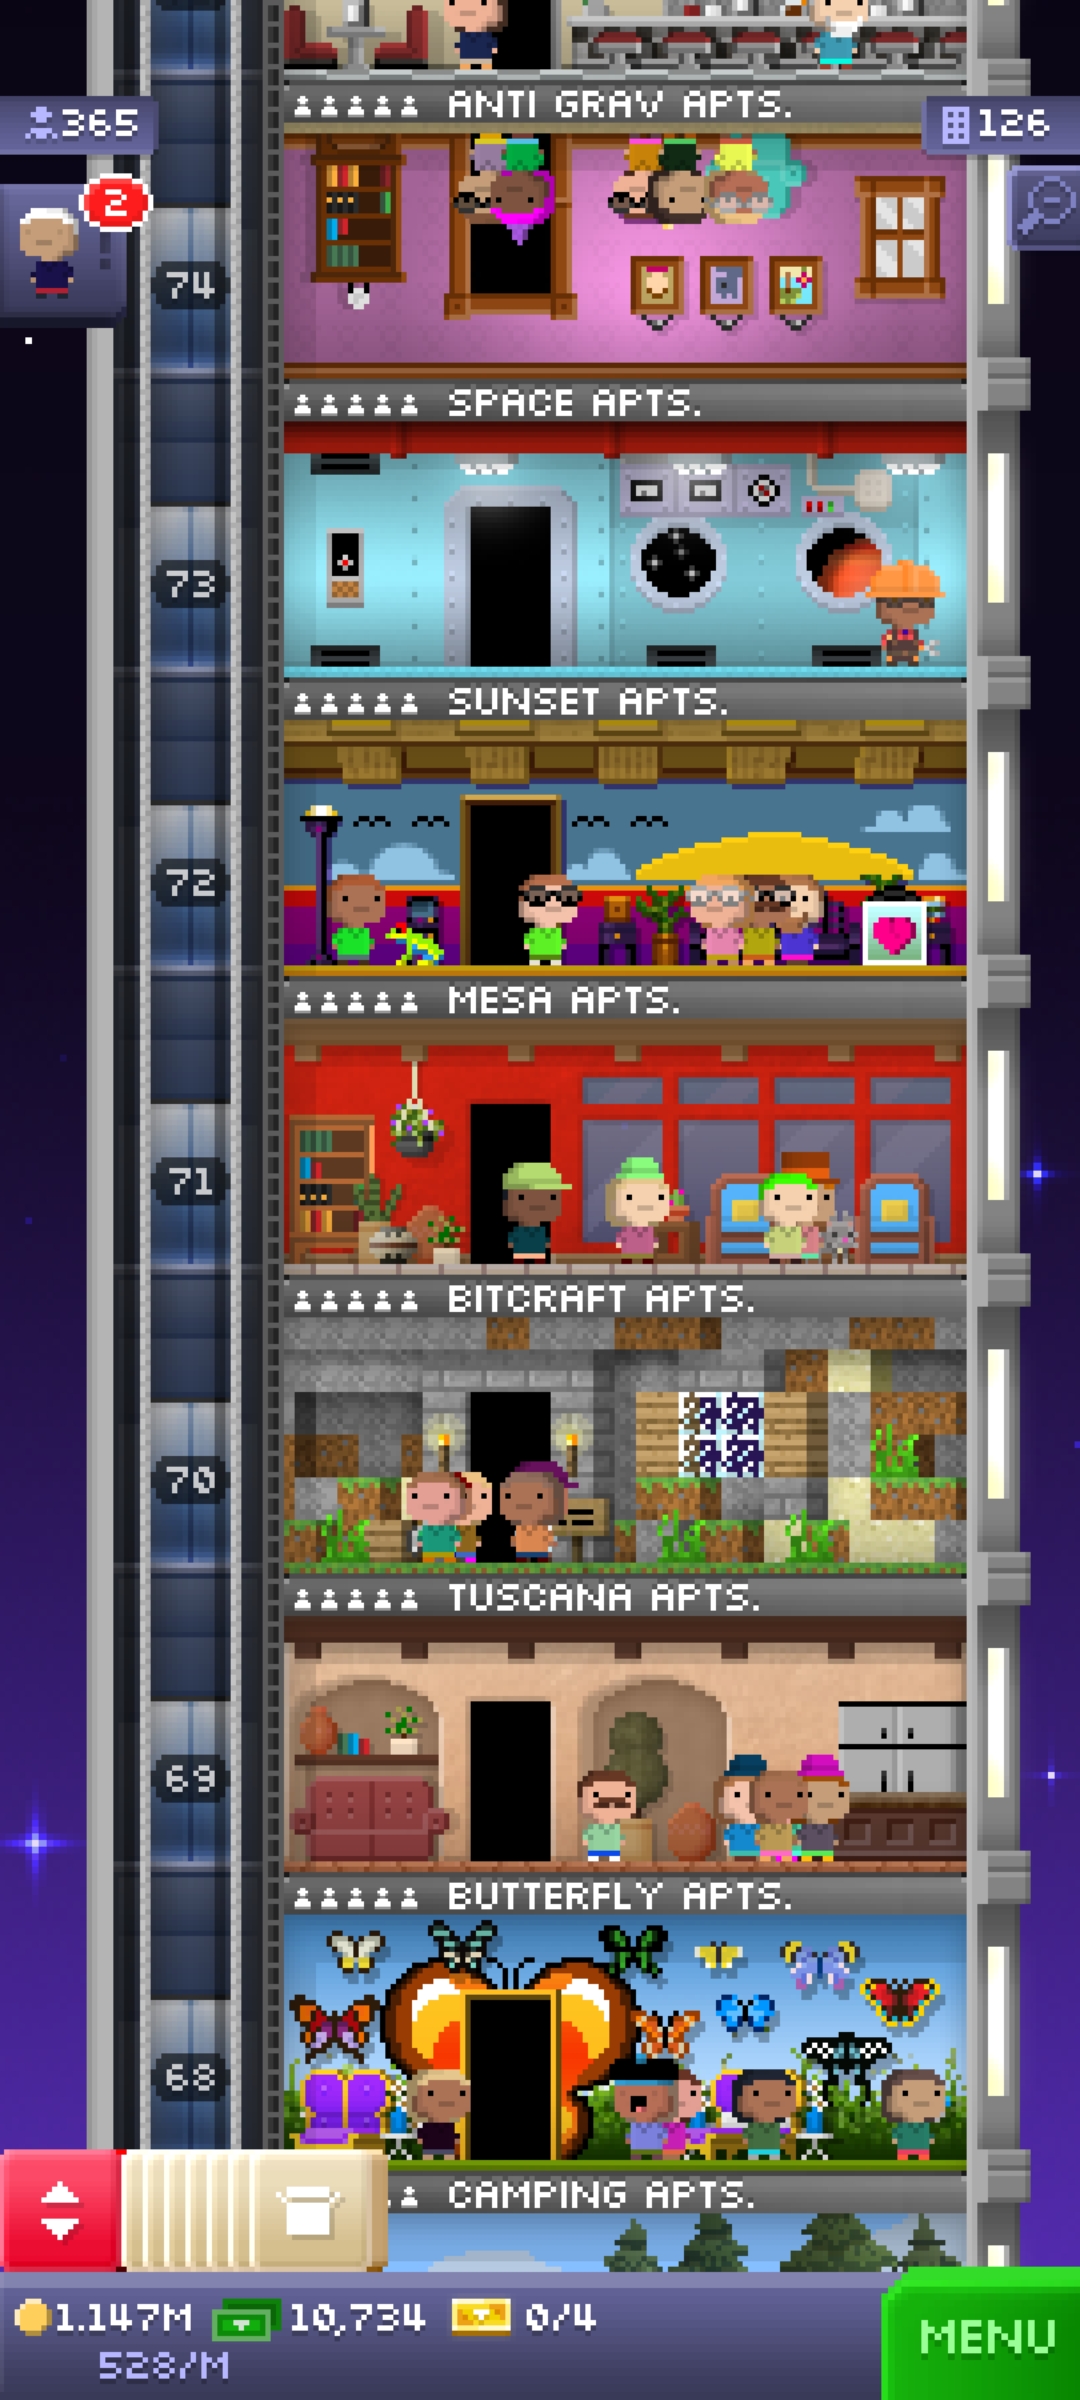 ANTI GRAV APTS.
365
126
2
74
SPACE APTS.
73
SUNSET APTS.
72
MESA APTS.
71
BITCRAFT APTS.
70
TUSCANA APTS.
69
BUTTERFLY APTS.
68
CAMPING APTS.
1.147M 10,734 0/4
528/M
MENU